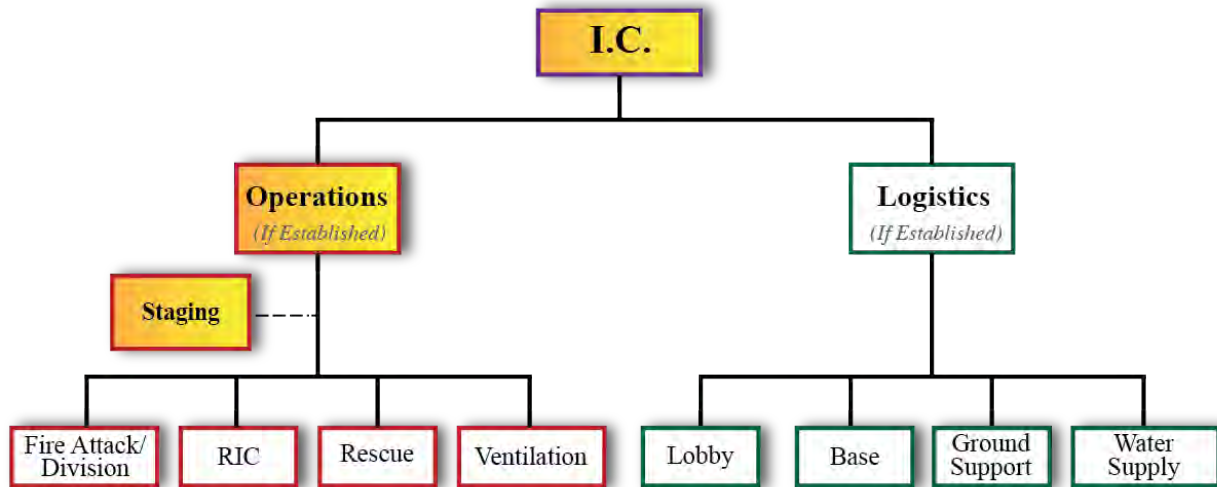 I.C.
Operations
(If Established)
Logistics
(If Established)
Staging
Fire Attack/
Division
RIC
Rescue
Ventilation
Lobby
Base
Ground
Support
Water
Supply